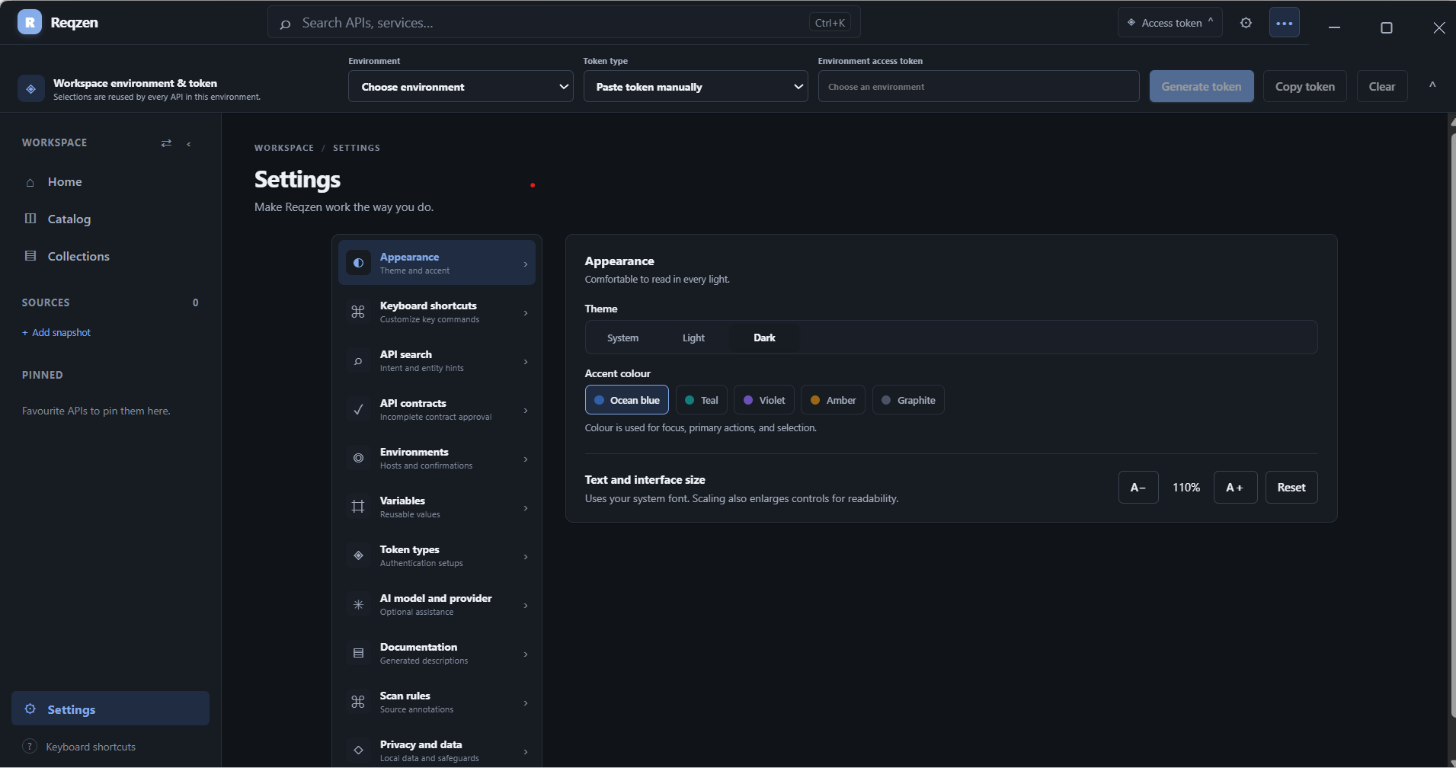 R Reqzen
Search APIs, services... Ctrl+K
Access token
Workspace environment & token
Selections are reused by every API in this environment.
Environment
Choose environment
Token type
Paste token manually
Environment access token
Choose an environment
Generate token
Copy token
Clear
WORKSPACE
Home
Catalog
Collections
SOURCES 0
+ Add snapshot
PINNED
Favourite APIs to pin them here.
Settings
? Keyboard shortcuts
WORKSPACE / SETTINGS
Settings
Make Reqzen work the way you do.
Appearance
Theme and accent
Keyboard shortcuts
Customize key commands
API search
Intent and entity hints
API contracts
Incomplete contract approval
Environments
Hosts and confirmations
Variables
Reusable values
Token types
Authentication setups
AI model and provider
Optional assistance
Documentation
Generated descriptions
Scan rules
Source annotations
Privacy and data
Local data and safeguards
Appearance
Comfortable to read in every light.
Theme
System Light Dark
Accent colour
Ocean blue Teal Violet Amber Graphite
Colour is used for focus, primary actions, and selection.
Text and interface size
Uses your system font. Scaling also enlarges controls for readability.
A− 110% A+ Reset